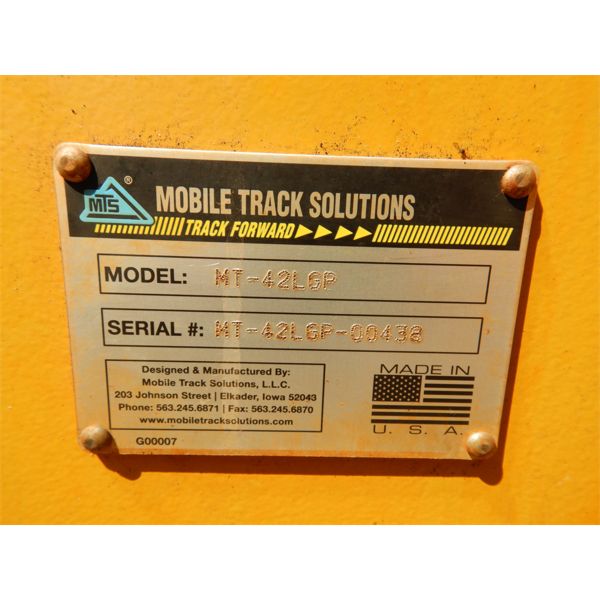 MTS®
MOBILE TRACK SOLUTIONS
TRACK FORWARD
MODEL: MT-42LGP
SERIAL #: MT-42LGP-00438
Designed & Manufactured By:
Mobile Track Solutions, L.L.C.
203 Johnson Street | Elkader, Iowa 52043
Phone: 563.245.6871 | Fax: 563.245.6870
www.mobiletracksolutions.com
MADE IN
U. S. A.
G00007